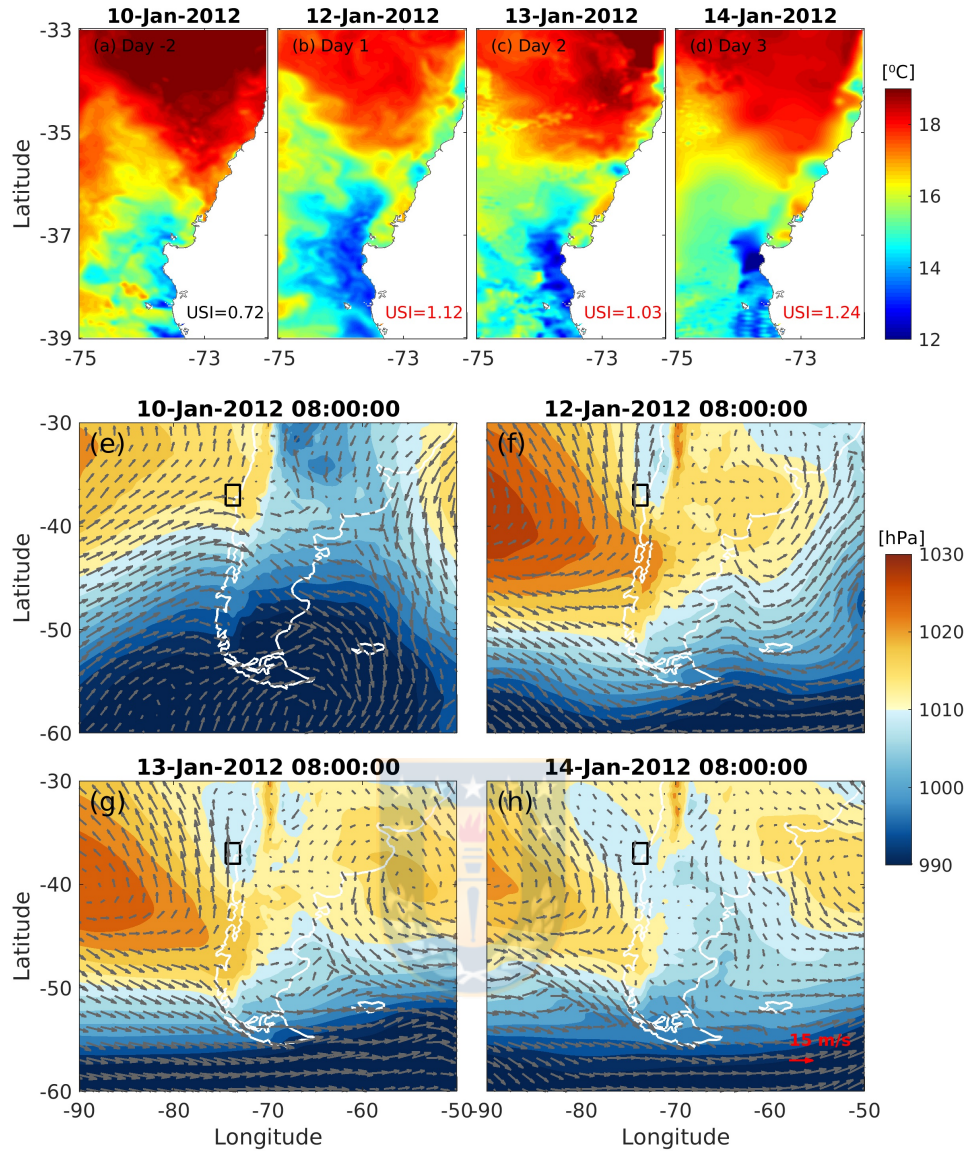 10-Jan-2012 12-Jan-2012 13-Jan-2012 14-Jan-2012
(a) Day -2 (b) Day 1 (c) Day 2 (d) Day 3
[⁰C]
-33
-35
-37
-39
Latitude
18
16
14
12
USI=0.72 USI=1.12 USI=1.03 USI=1.24
-75 -73 -75 -73 -75 -73 -75 -73
10-Jan-2012 08:00:00 12-Jan-2012 08:00:00
(e) (f)
-30
-40
-50
-60
Latitude
[hPa]
1030
1020
1010
1000
990
13-Jan-2012 08:00:00 14-Jan-2012 08:00:00
(g) (h)
-30
-40
-50
-60
Latitude
15 m/s
-90 -80 -70 -60 -50 -90 -80 -70 -60 -50
Longitude Longitude